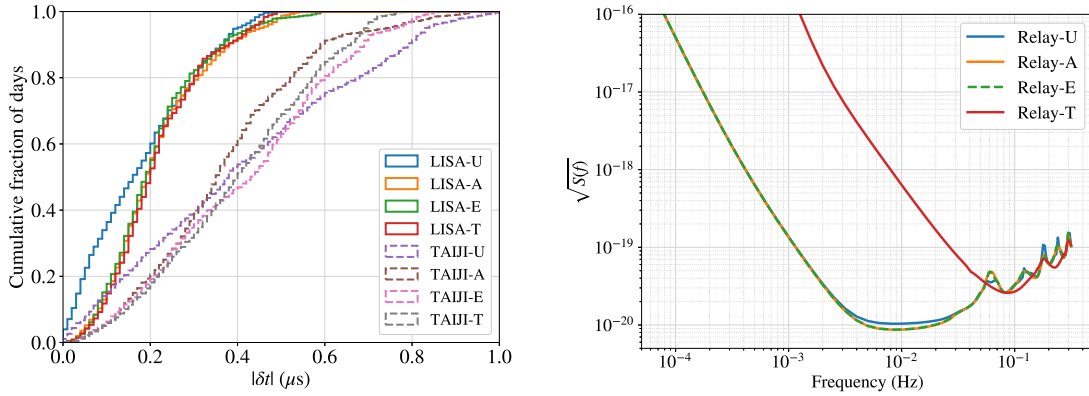 Cumulative fraction of days
1.0
0.8
0.6
0.4
0.2
0.0
0.0 0.2 0.4 0.6 0.8 1.0
|δt| (μs)
LISA-U
LISA-A
LISA-E
LISA-T
TAIJI-U
TAIJI-A
TAIJI-E
TAIJI-T
√S(f)
10⁻¹⁶
10⁻¹⁷
10⁻¹⁸
10⁻¹⁹
10⁻²⁰
10⁻⁴ 10⁻³ 10⁻² 10⁻¹
Frequency (Hz)
Relay-U
Relay-A
Relay-E
Relay-T